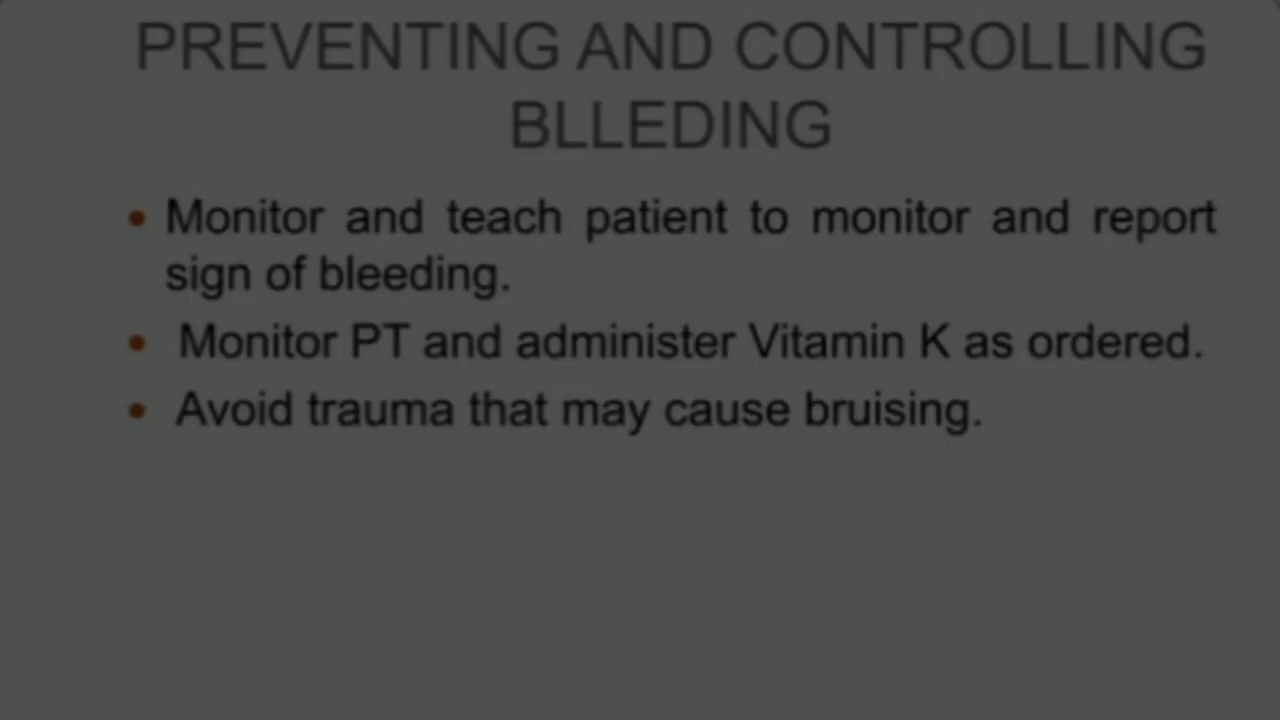 PREVENTING AND CONTROLLING
BLLEDING
• Monitor and teach patient to monitor and report
sign of bleeding.
• Monitor PT and administer Vitamin K as ordered.
• Avoid trauma that may cause bruising.